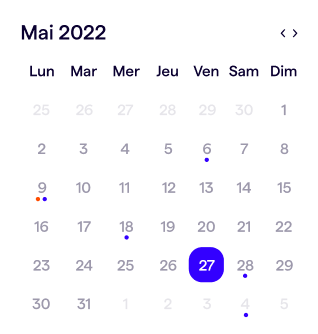 Mai 2022 < >
Lun Mar Mer Jeu Ven Sam Dim
25 26 27 28 29 30 1
2 3 4 5 6 7 8
9 10 11 12 13 14 15
16 17 18 19 20 21 22
23 24 25 26 27 28 29
30 31 1 2 3 4 5